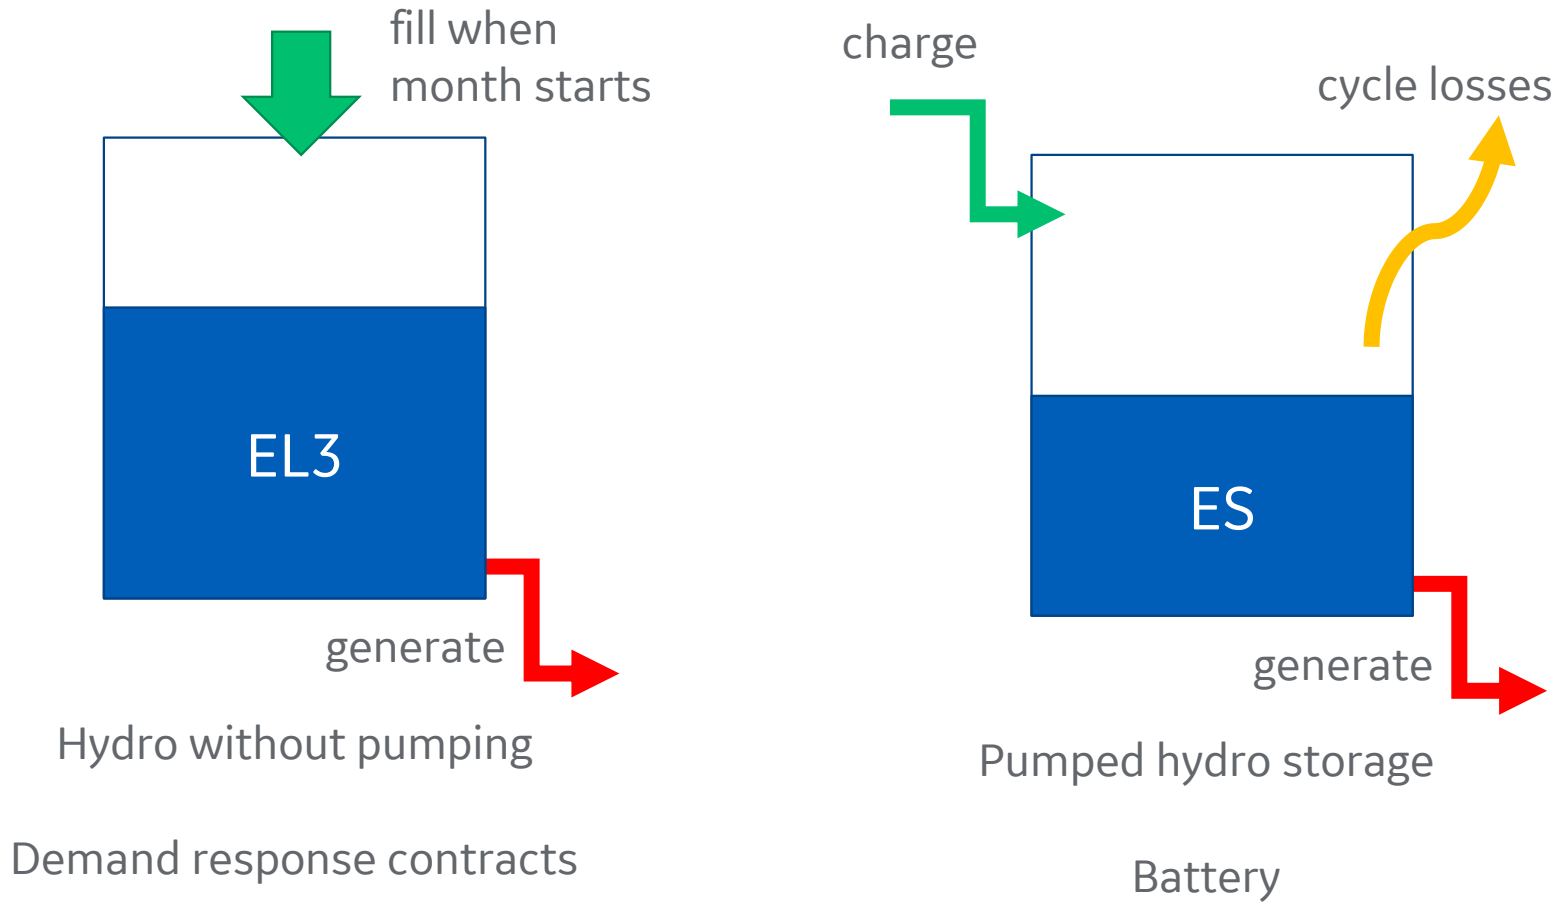 fill when
month starts
EL3
generate
Hydro without pumping
Demand response contracts
charge
cycle losses
ES
generate
Pumped hydro storage
Battery